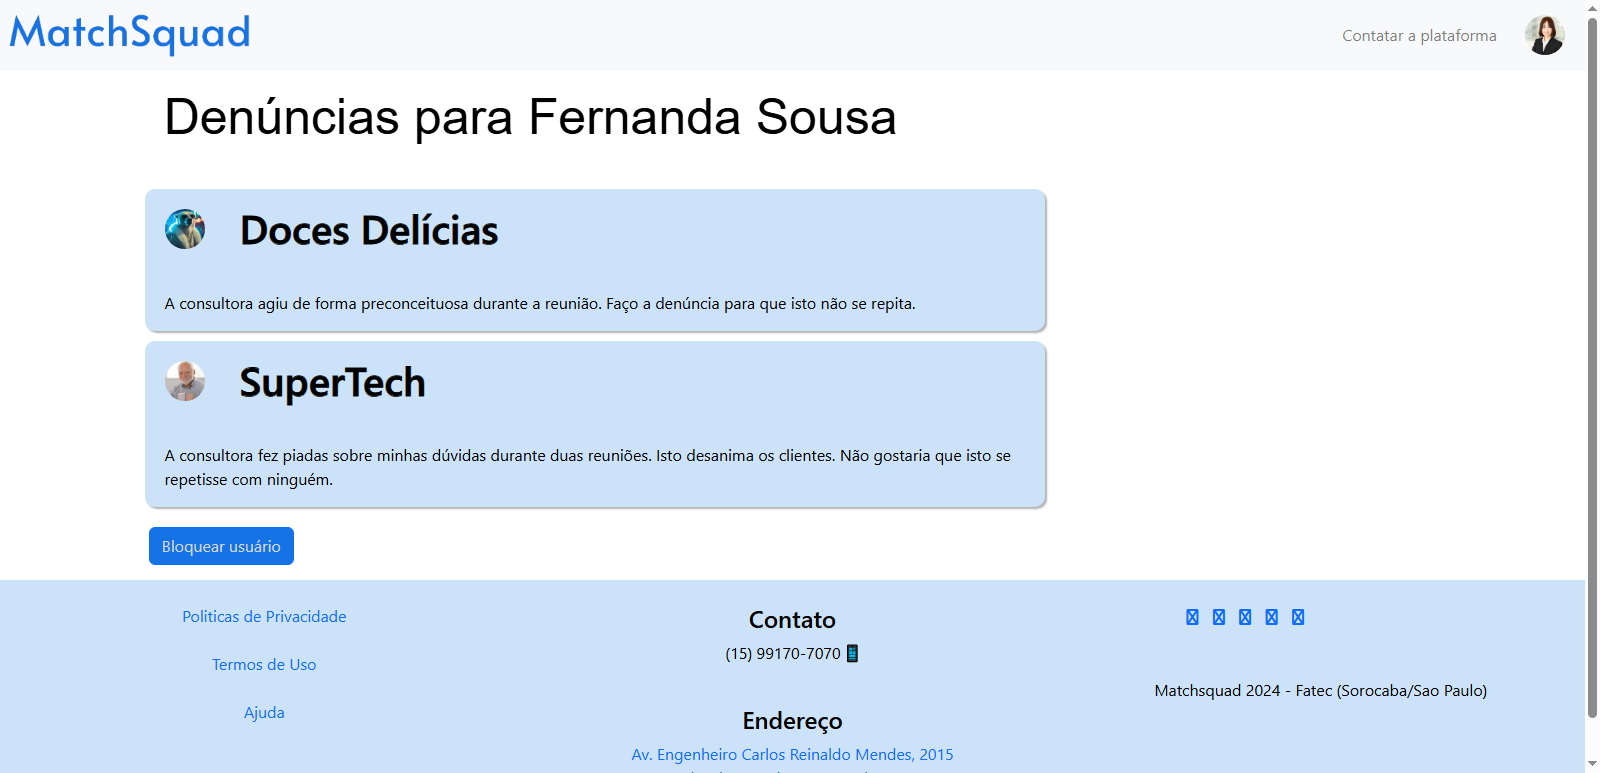 MatchSquad
Contatar a plataforma
Denúncias para Fernanda Sousa
Doces Delícias
A consultora agiu de forma preconceituosa durante a reunião. Faço a denúncia para que isto não se repita.
SuperTech
A consultora fez piadas sobre minhas dúvidas durante duas reuniões. Isto desanima os clientes. Não gostaria que isto se
repetisse com ninguém.
Bloquear usuário
Politicas de Privacidade
Termos de Uso
Ajuda
Contato
(15) 99170-7070
Endereço
Av. Engenheiro Carlos Reinaldo Mendes, 2015
Matchsquad 2024 - Fatec (Sorocaba/Sao Paulo)